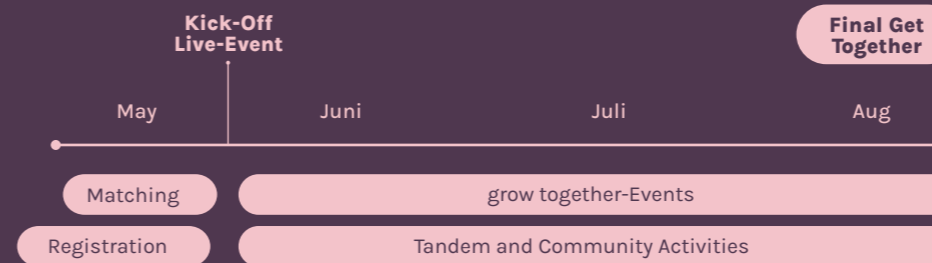 Kick-Off
Live-Event
Final Get
Together
May
Juni
Juli
Aug
Matching
grow together-Events
Registration
Tandem and Community Activities